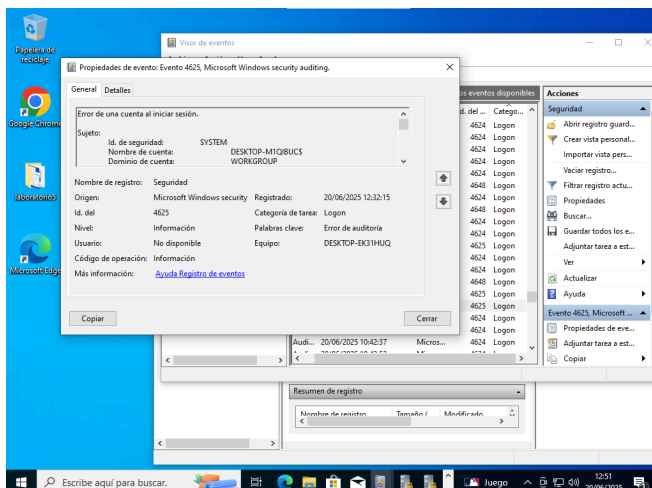 Papelera de
reciclaje
Google Chrome
laboratorio5
Microsoft Edge
Visor de eventos
Propiedades de evento: Evento 4625, Microsoft Windows security auditing.
General
Detalles
Error de una cuenta al iniciar sesión.
Sujeto:
Id. de seguridad: SYSTEM
Nombre de cuenta: DESKTOP-M1QIBUC$
Dominio de cuenta: WORKGROUP
Nombre de registro: Seguridad
Origen: Microsoft Windows security
Registrado: 20/06/2025 12:32:15
Id. del 4625
Categoría de tarea: Logon
Nivel: Información
Palabras clave: Error de auditoría
Usuario: No disponible
Equipo: DESKTOP-EK31HUQ
Código de operación: Información
Más información: Ayuda Registro de eventos
Copiar
Cerrar
os eventos disponibles
d. del ... Catego...
4624 Logon
4624 Logon
4624 Logon
4624 Logon
4648 Logon
4624 Logon
4648 Logon
4624 Logon
4624 Logon
4625 Logon
4624 Logon
4624 Logon
4648 Logon
4625 Logon
4625 Logon
4624 Logon
4624 Logon
Audi... 20/06/2025 10:42:37 Micros... 4624 Logon
Acciones
Seguridad
Abrir registro guard...
Crear vista personal...
Importar vista pers...
Vaciar registro...
Filtrar registro actu...
Propiedades
Buscar...
Guardar todos los e...
Adjuntar tarea a est...
Ver
Actualizar
Ayuda
Evento 4625, Microsoft ...
Propiedades de eve...
Adjuntar tarea a est...
Copiar
Resumen de registro
Nombre de registro Tamaño ( Modificado
Escribe aquí para buscar.
Juego
12:51
20/06/2025